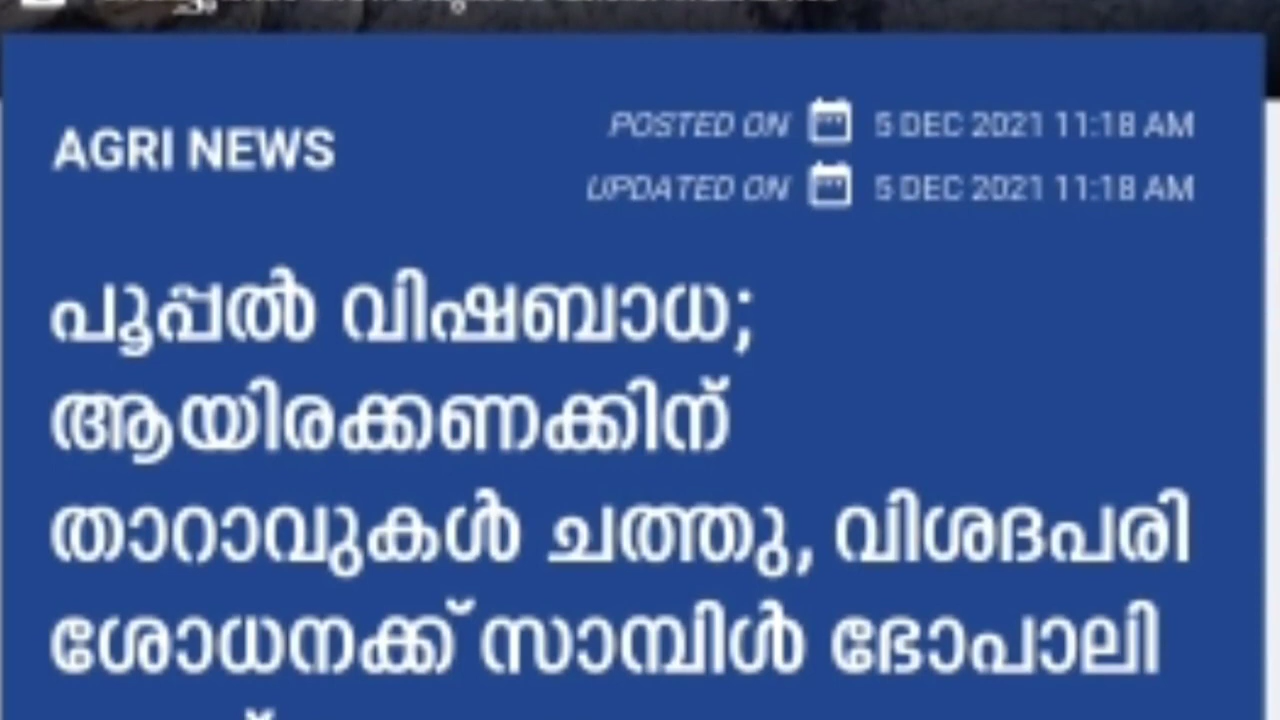 AGRI NEWS
POSTED ON 5 DEC 2021 11:18 AM
UPDATED ON 5 DEC 2021 11:18 AM
പൂപ്പൽ വിഷബാധ;
ആയിരക്കണക്കിന്
താറാവുകൾ ചത്തു, വിശദപരി
ശോധനക്ക് സാമ്പിൾ ഭോപാലി